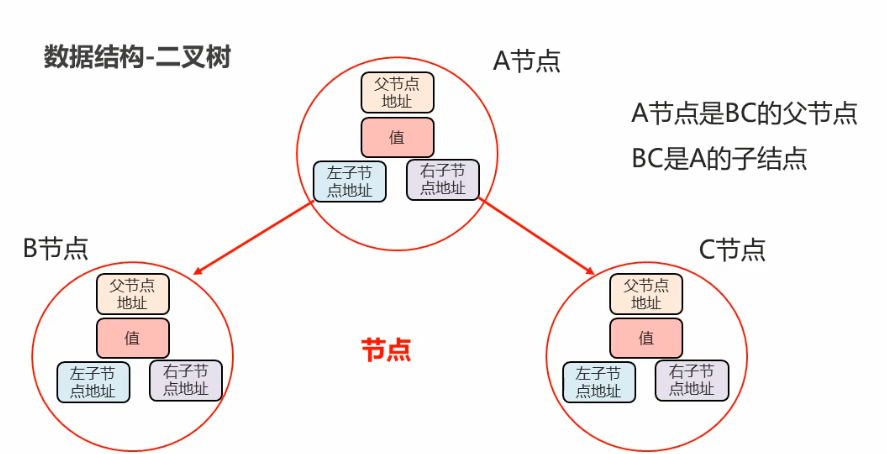 数据结构-二叉树
A节点
父节点
地址
值
左子节
点地址
右子节
点地址
A节点是BC的父节点
BC是A的子结点
B节点
父节点
地址
值
左子节
点地址
右子节
点地址
节点
C节点
父节点
地址
值
左子节
点地址
右子节
点地址